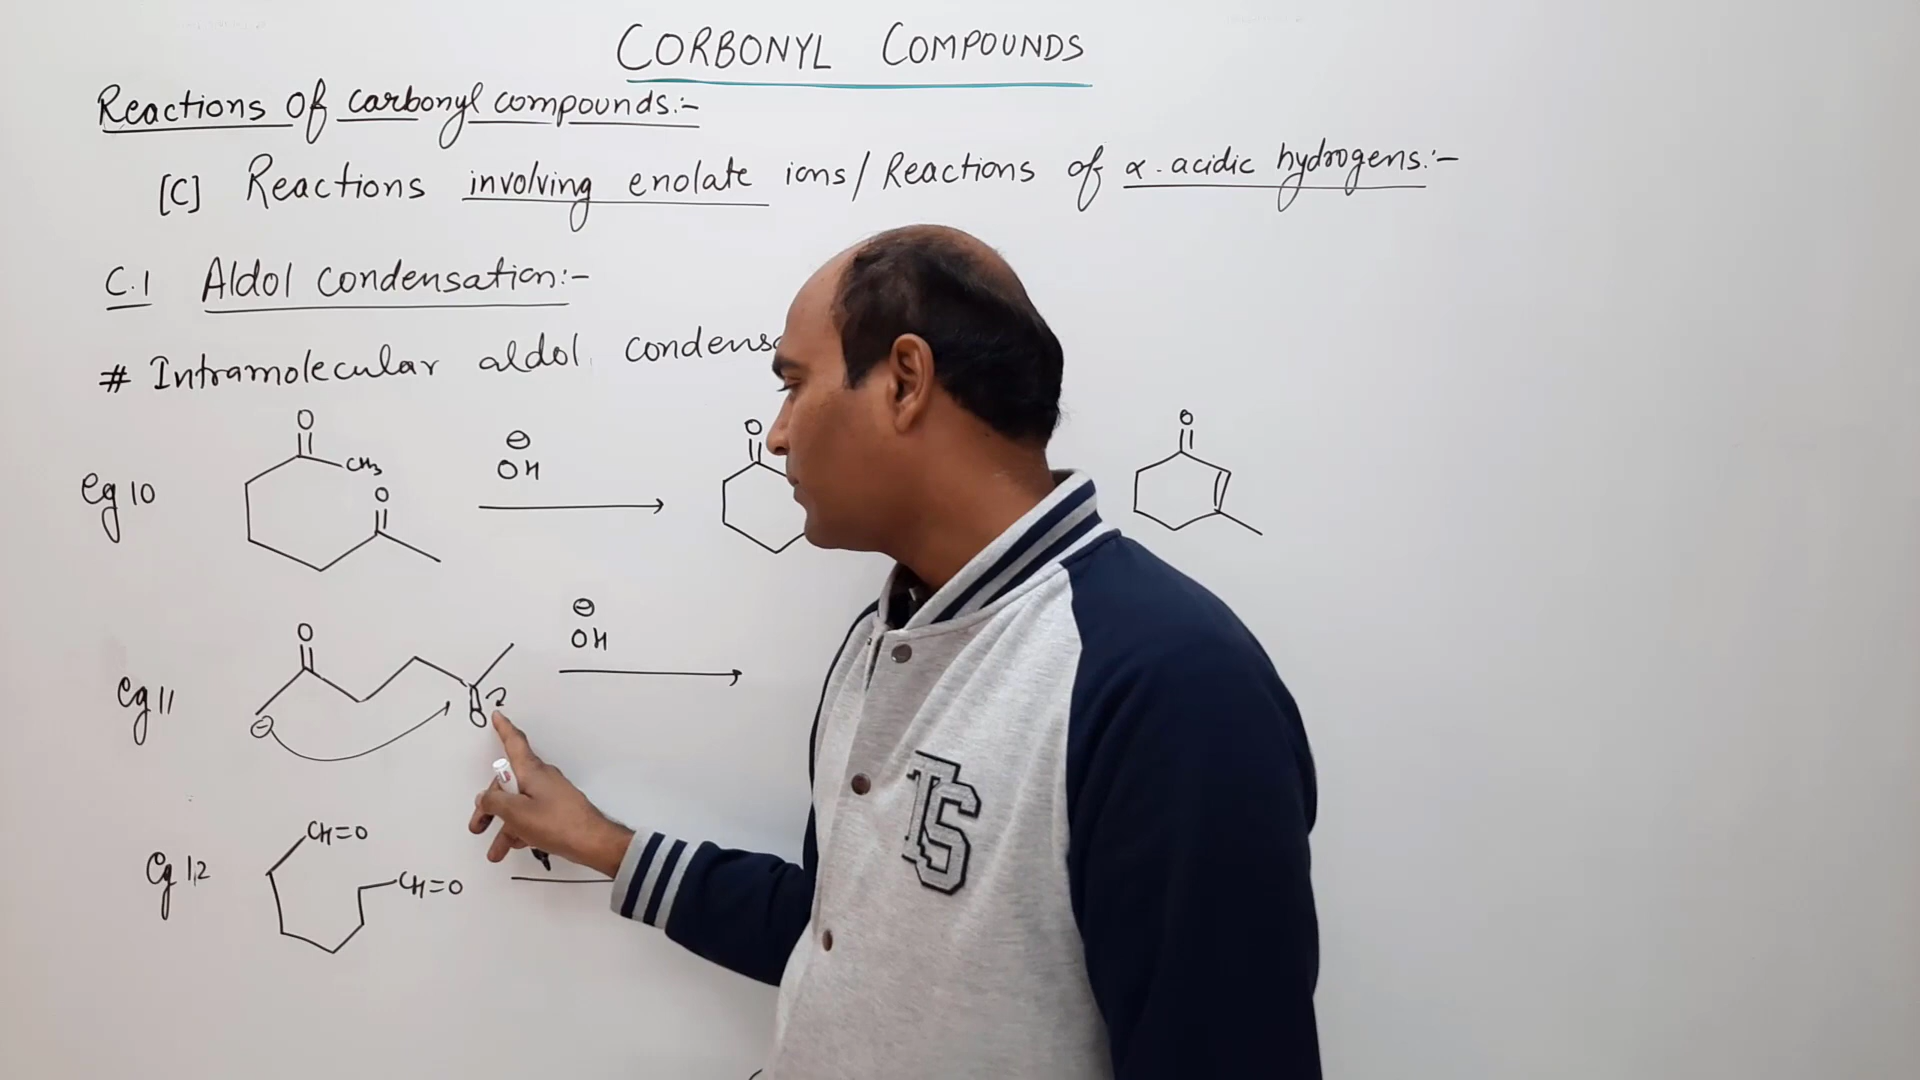 CORBONYL COMPOUNDS
Reactions of carbonyl compounds:-
[C] Reactions involving enolate ions/Reactions of α-acidic hydrogens:-
C.1 Aldol condensation:-
# Intramolecular aldol condensa
O
CH3
O
⊖
OH
O
O
Eg 10
O
⊖
OH
Eg 11
⊖
O
CH=O
Eg 12
CH=O
TS